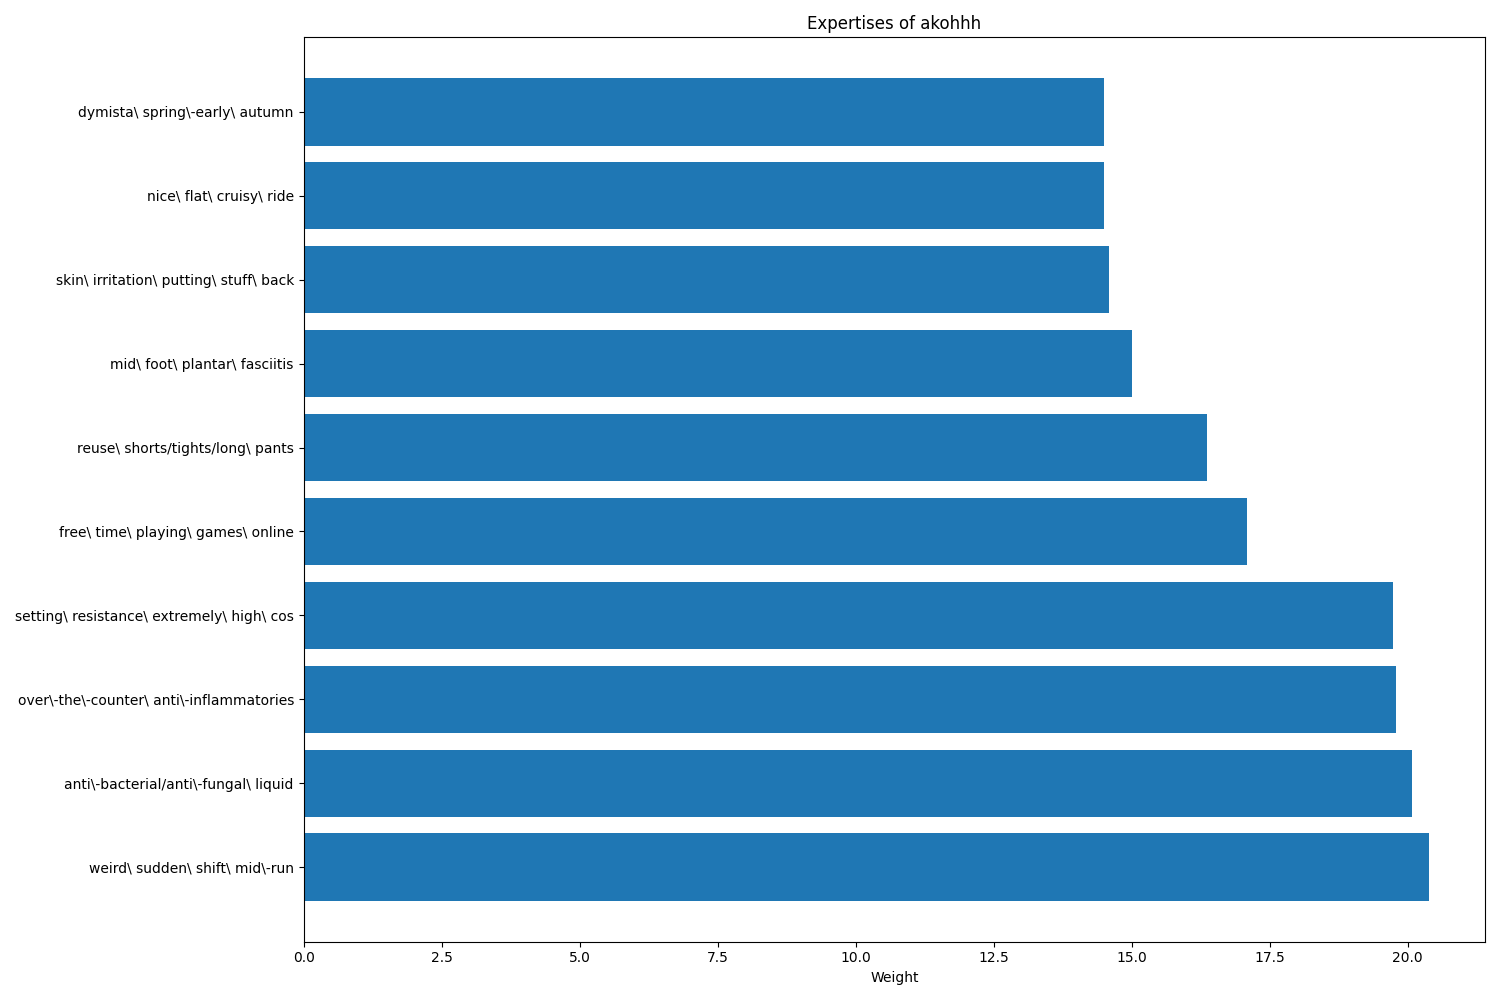 Expertises of akohhh
dymista\ spring\-early\ autumn
nice\ flat\ cruisy\ ride
skin\ irritation\ putting\ stuff\ back
mid\ foot\ plantar\ fasciitis
reuse\ shorts/tights/long\ pants
free\ time\ playing\ games\ online
setting\ resistance\ extremely\ high\ cos
over\-the\-counter\ anti\-inflammatories
anti\-bacterial/anti\-fungal\ liquid
weird\ sudden\ shift\ mid\-run
0.0 2.5 5.0 7.5 10.0 12.5 15.0 17.5 20.0
Weight